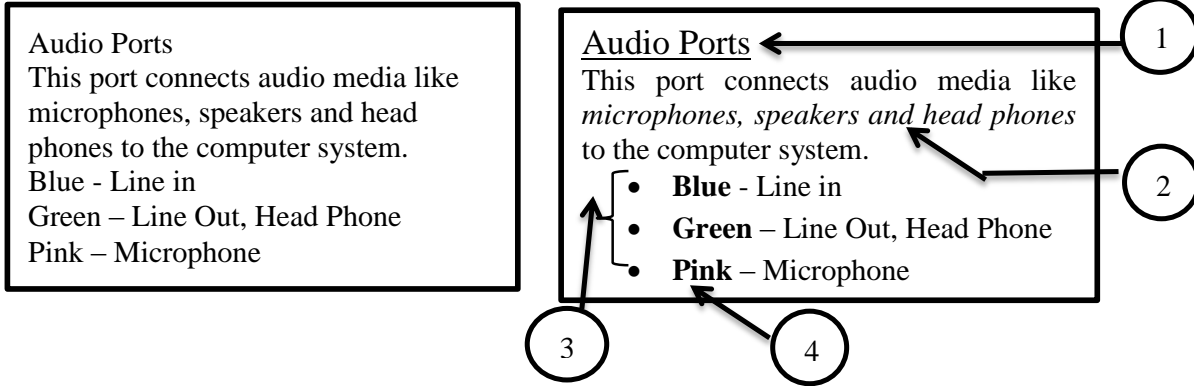 Audio Ports
This port connects audio media like
microphones, speakers and head
phones to the computer system.
Blue - Line in
Green – Line Out, Head Phone
Pink – Microphone
Audio Ports
This port connects audio media like
microphones, speakers and head phones
to the computer system.
• Blue - Line in
• Green – Line Out, Head Phone
• Pink – Microphone
1
2
3
4